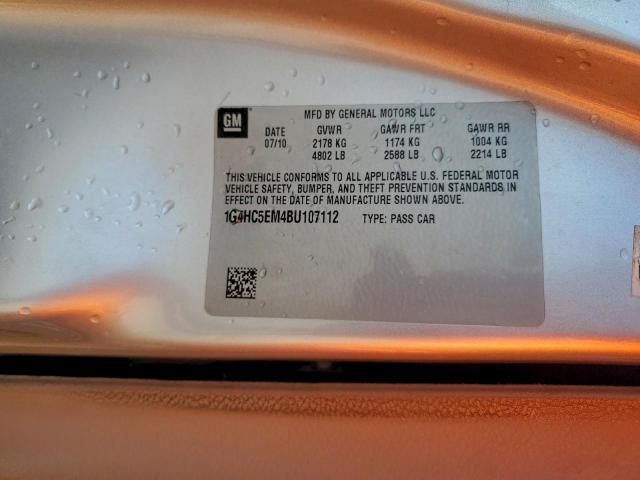 GM
MFD BY GENERAL MOTORS LLC
DATE GVWR GAWR FRT GAWR RR
07/10 2178 KG 1174 KG 1004 KG
4802 LB 2588 LB 2214 LB
THIS VEHICLE CONFORMS TO ALL APPLICABLE U.S. FEDERAL MOTOR
VEHICLE SAFETY, BUMPER, AND THEFT PREVENTION STANDARDS IN
EFFECT ON THE DATE OF MANUFACTURE SHOWN ABOVE.
1G4HC5EM4BU107112 TYPE: PASS CAR